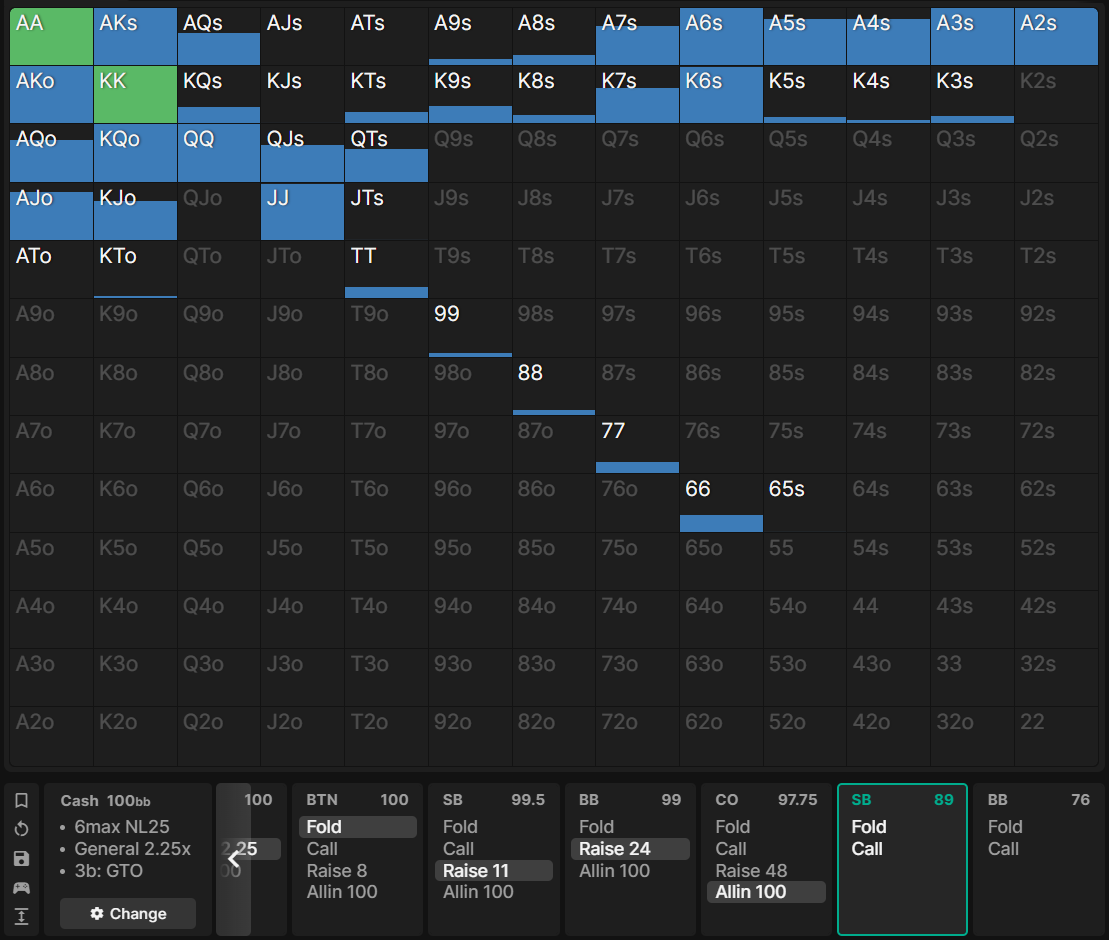 AA AKs AQs AJs ATs A9s A8s A7s A6s A5s A4s A3s A2s
AKo KK KQs KJs KTs K9s K8s K7s K6s K5s K4s K3s K2s
AQo KQo QQ QJs QTs Q9s Q8s Q7s Q6s Q5s Q4s Q3s Q2s
AJo KJo QJo JJ JTs J9s J8s J7s J6s J5s J4s J3s J2s
ATo KTo QTo JTo TT T9s T8s T7s T6s T5s T4s T3s T2s
A9o K9o Q9o J9o T9o 99 98s 97s 96s 95s 94s 93s 92s
A8o K8o Q8o J8o T8o 98o 88 87s 86s 85s 84s 83s 82s
A7o K7o Q7o J7o T7o 97o 87o 77 76s 75s 74s 73s 72s
A6o K6o Q6o J6o T6o 96o 86o 76o 66 65s 64s 63s 62s
A5o K5o Q5o J5o T5o 95o 85o 75o 65o 55 54s 53s 52s
A4o K4o Q4o J4o T4o 94o 84o 74o 64o 54o 44 43s 42s
A3o K3o Q3o J3o T3o 93o 83o 73o 63o 53o 43o 33 32s
A2o K2o Q2o J2o T2o 92o 82o 72o 62o 52o 42o 32o 22
Cash 100bb
• 6max NL25
• General 2.25x
• 3b: GTO
Change
100
2.25
00
BTN 100
Fold
Call
Raise 8
Allin 100
SB 99.5
Fold
Call
Raise 11
Allin 100
BB 99
Fold
Raise 24
Allin 100
CO 97.75
Fold
Call
Raise 48
Allin 100
SB 89
Fold
Call
BB 76
Fold
Call